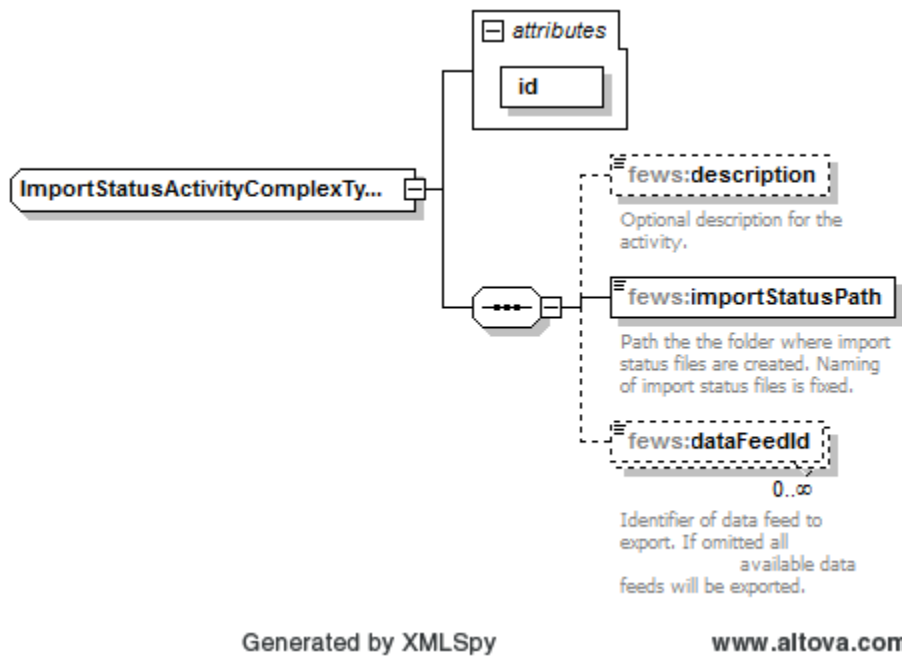 attributes
id
ImportStatusActivityComplexTy...
fews:description
Optional description for the
activity.
fews:importStatusPath
Path the the folder where import
status files are created. Naming
of import status files is fixed.
fews:dataFeedId
0..∞
Identifier of data feed to
export. If omitted all
available data
feeds will be exported.
Generated by XMLSpy
www.altova.com